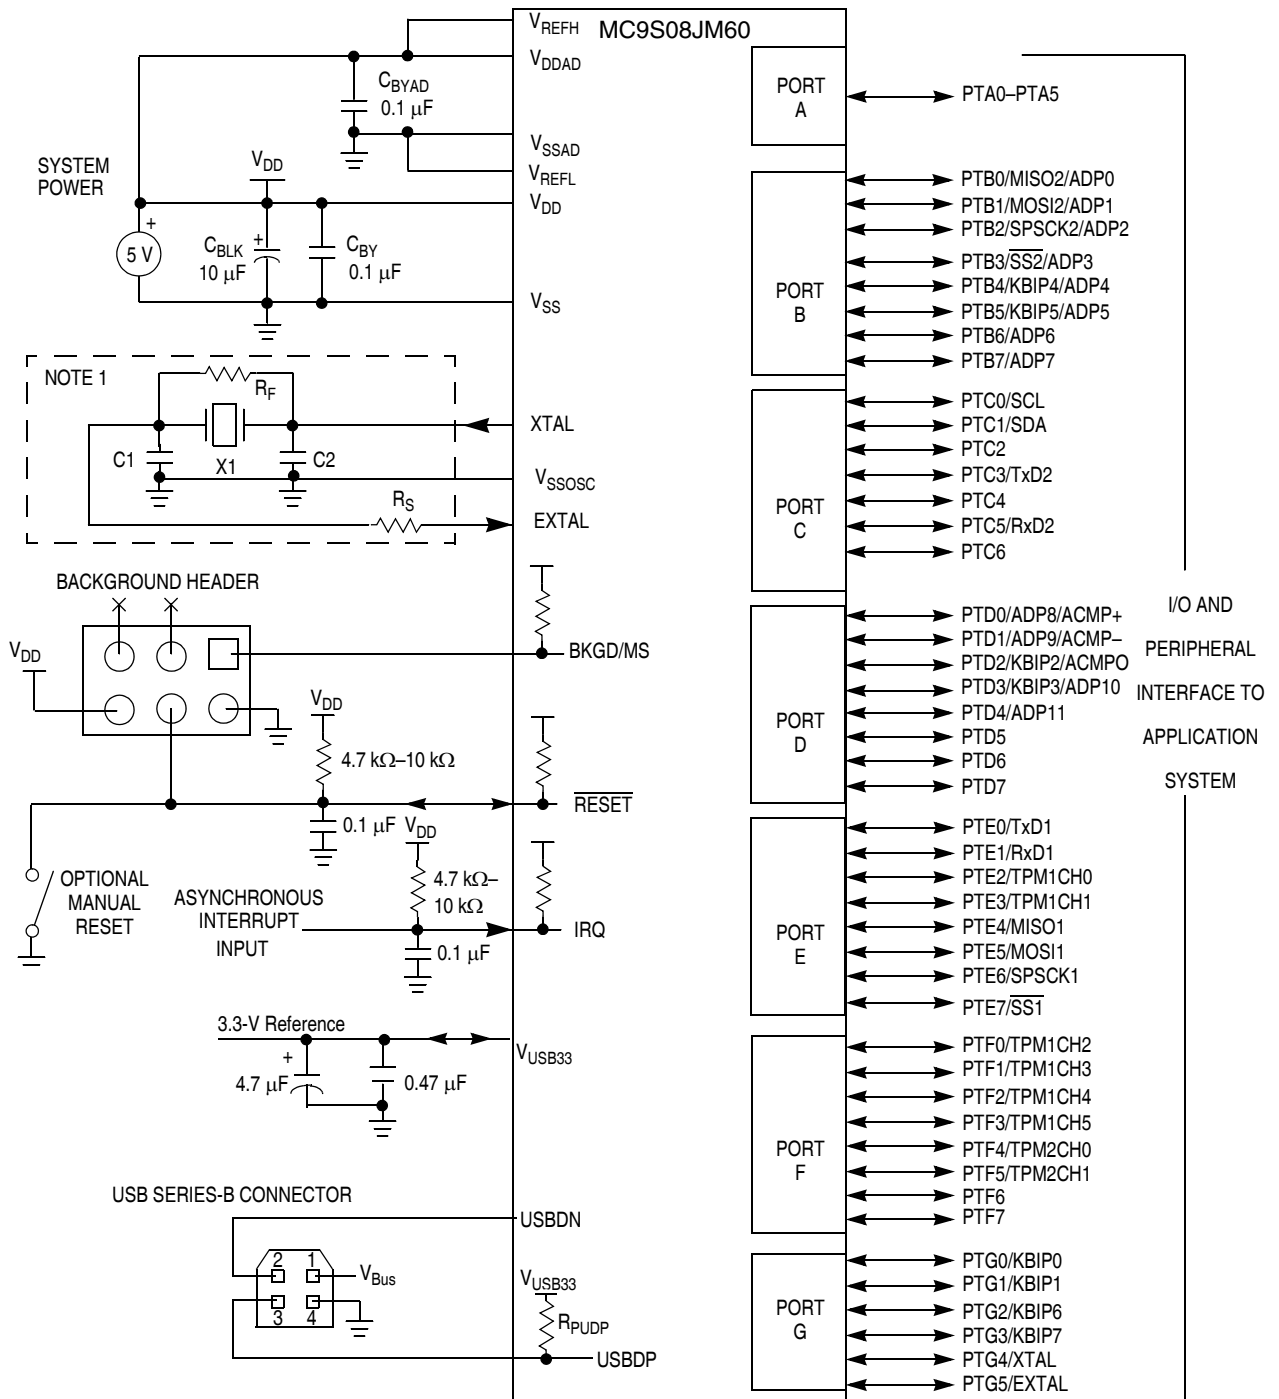 MC9S08JM60
V_REFH
V_DDAD
C_BYAD
0.1 μF
V_SSAD
V_REFL
SYSTEM
POWER
V_DD
V_DD
+
5 V
C_BLK
+
10 μF
C_BY
0.1 μF
V_SS
NOTE 1
R_F
XTAL
C1
X1
C2
V_SSOSC
R_S
EXTAL
BACKGROUND HEADER
V_DD
BKGD/MS
V_DD
4.7 kΩ–10 kΩ
R̅E̅S̅E̅T̅
0.1 μF
V_DD
OPTIONAL
MANUAL
RESET
4.7 kΩ–
10 kΩ
ASYNCHRONOUS
INTERRUPT
INPUT
IRQ
0.1 μF
3.3-V Reference
V_USB33
+
4.7 μF
0.47 μF
USB SERIES-B CONNECTOR
USBDN
2 1
V_Bus
3 4
V_USB33
R_PUDP
USBDP
PORT
A
PTA0–PTA5
PORT
B
PTB0/MISO2/ADP0
PTB1/MOSI2/ADP1
PTB2/SPSCK2/ADP2
PTB3/S̅S̅2̅/ADP3
PTB4/KBIP4/ADP4
PTB5/KBIP5/ADP5
PTB6/ADP6
PTB7/ADP7
PORT
C
PTC0/SCL
PTC1/SDA
PTC2
PTC3/TxD2
PTC4
PTC5/RxD2
PTC6
PORT
D
PTD0/ADP8/ACMP+
PTD1/ADP9/ACMP–
PTD2/KBIP2/ACMPO
PTD3/KBIP3/ADP10
PTD4/ADP11
PTD5
PTD6
PTD7
PORT
E
PTE0/TxD1
PTE1/RxD1
PTE2/TPM1CH0
PTE3/TPM1CH1
PTE4/MISO1
PTE5/MOSI1
PTE6/SPSCK1
PTE7/S̅S̅1̅
PORT
F
PTF0/TPM1CH2
PTF1/TPM1CH3
PTF2/TPM1CH4
PTF3/TPM1CH5
PTF4/TPM2CH0
PTF5/TPM2CH1
PTF6
PTF7
PORT
G
PTG0/KBIP0
PTG1/KBIP1
PTG2/KBIP6
PTG3/KBIP7
PTG4/XTAL
PTG5/EXTAL
I/O AND
PERIPHERAL
INTERFACE TO
APPLICATION
SYSTEM